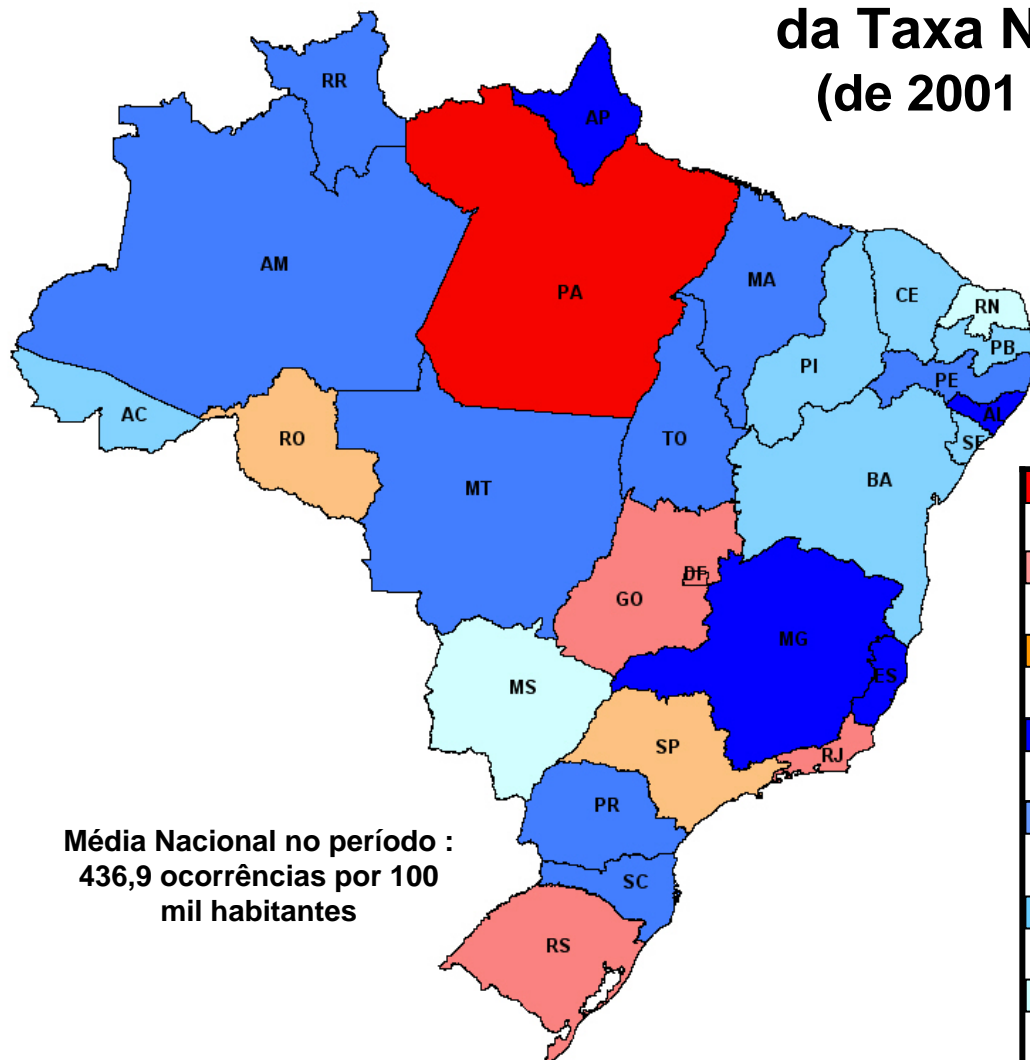 da Taxa N
(de 2001
RR
AP
AM
PA
MA
CE
RN
PB
PI
PE
AC
AL
RO
TO
SE
MT
BA
DF
GO
MG
ES
MS
SP
RJ
PR
Média Nacional no período :
436,9 ocorrências por 100
mil habitantes
SC
RS